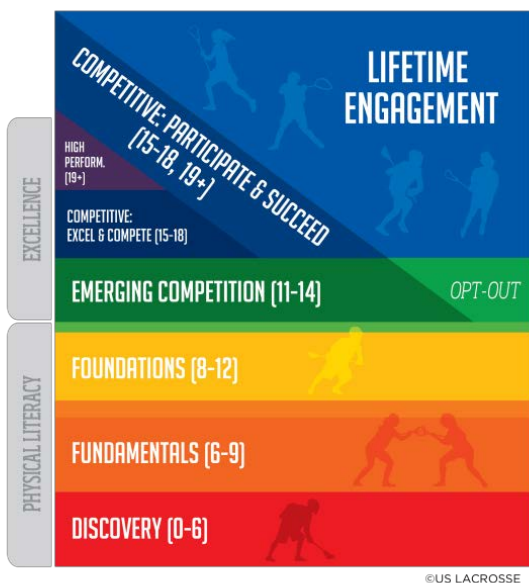 LIFETIME
ENGAGEMENT
COMPETITIVE: PARTICIPATE & SUCCEED
(15-18, 19+)
HIGH
PERFORM.
(19+)
COMPETITIVE:
EXCEL & COMPETE (15-18)
EXCELLENCE
EMERGING COMPETITION (11-14)
OPT-OUT
FOUNDATIONS (8-12)
PHYSICAL LITERACY
FUNDAMENTALS (6-9)
DISCOVERY (0-6)
©US LACROSSE